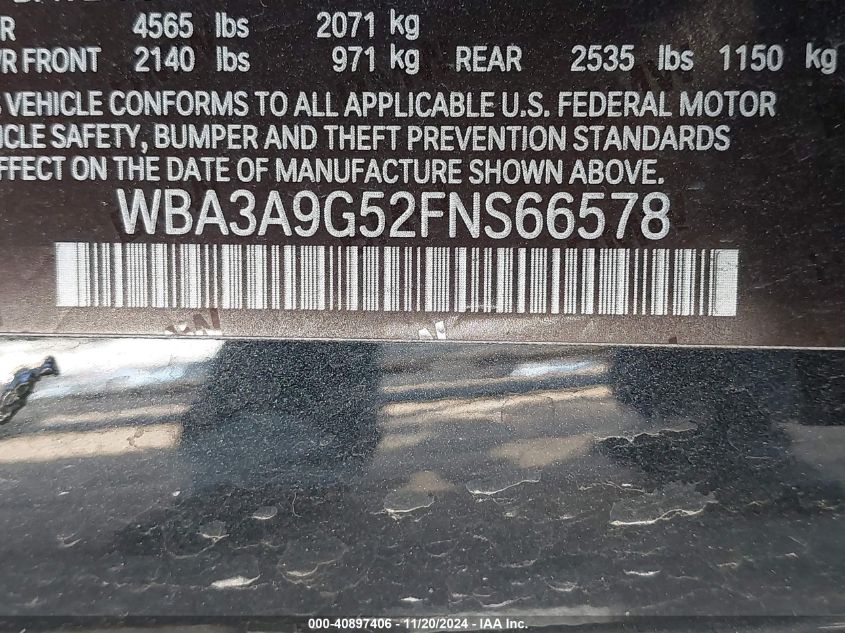 R 4565 lbs 2071 kg
R FRONT 2140 lbs 971 kg REAR 2535 lbs 1150 kg
VEHICLE CONFORMS TO ALL APPLICABLE U.S. FEDERAL MOTOR
CLE SAFETY, BUMPER AND THEFT PREVENTION STANDARDS
EFFECT ON THE DATE OF MANUFACTURE SHOWN ABOVE.
WBA3A9G52FNS66578
000-40897406 - 11/20/2024 - IAA Inc.